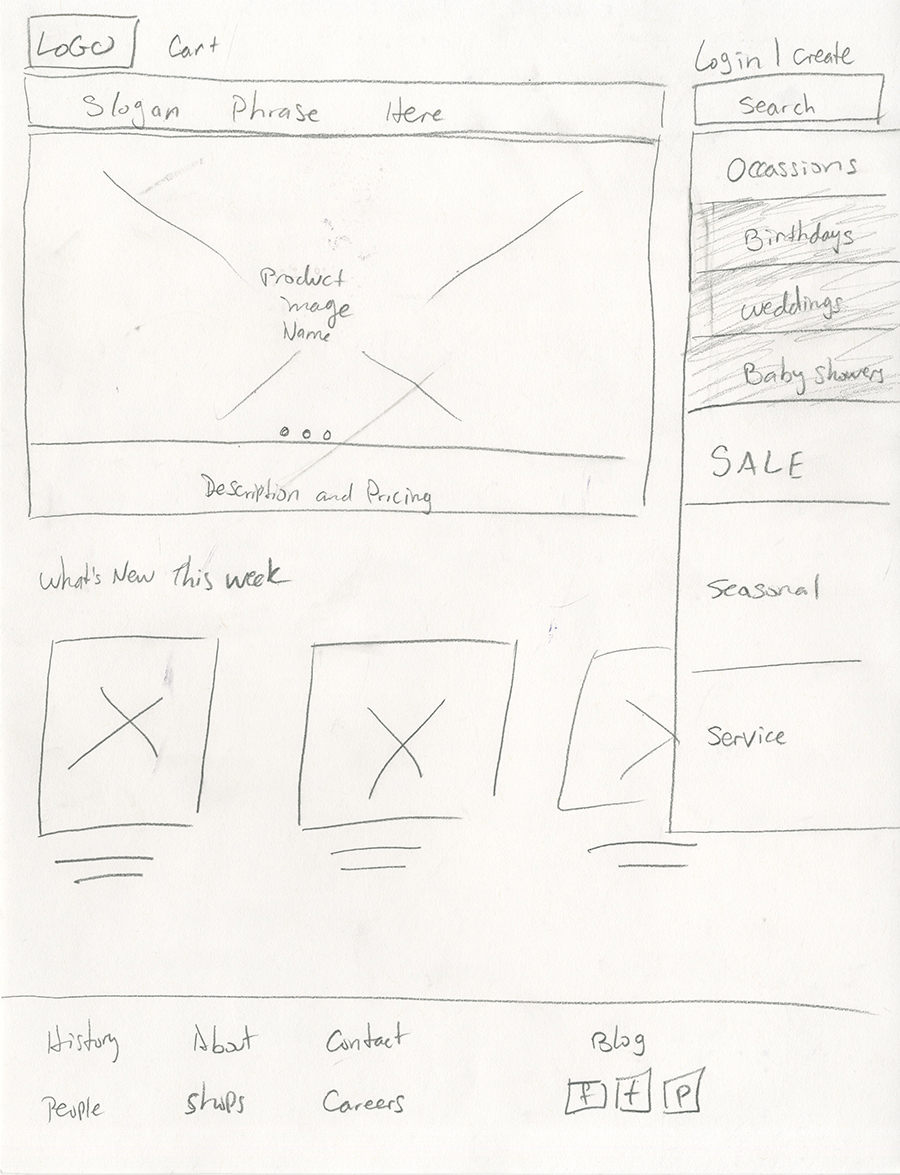 LOGO Cart
Login | Create
Slogan Phrase Here
Search
Occassions
Birthdays
weddings
Baby showers
SALE
Seasonal
Service
Product
Image
Name
Description and Pricing
What's New This week
History About Contact Blog
People Shops Careers F t P